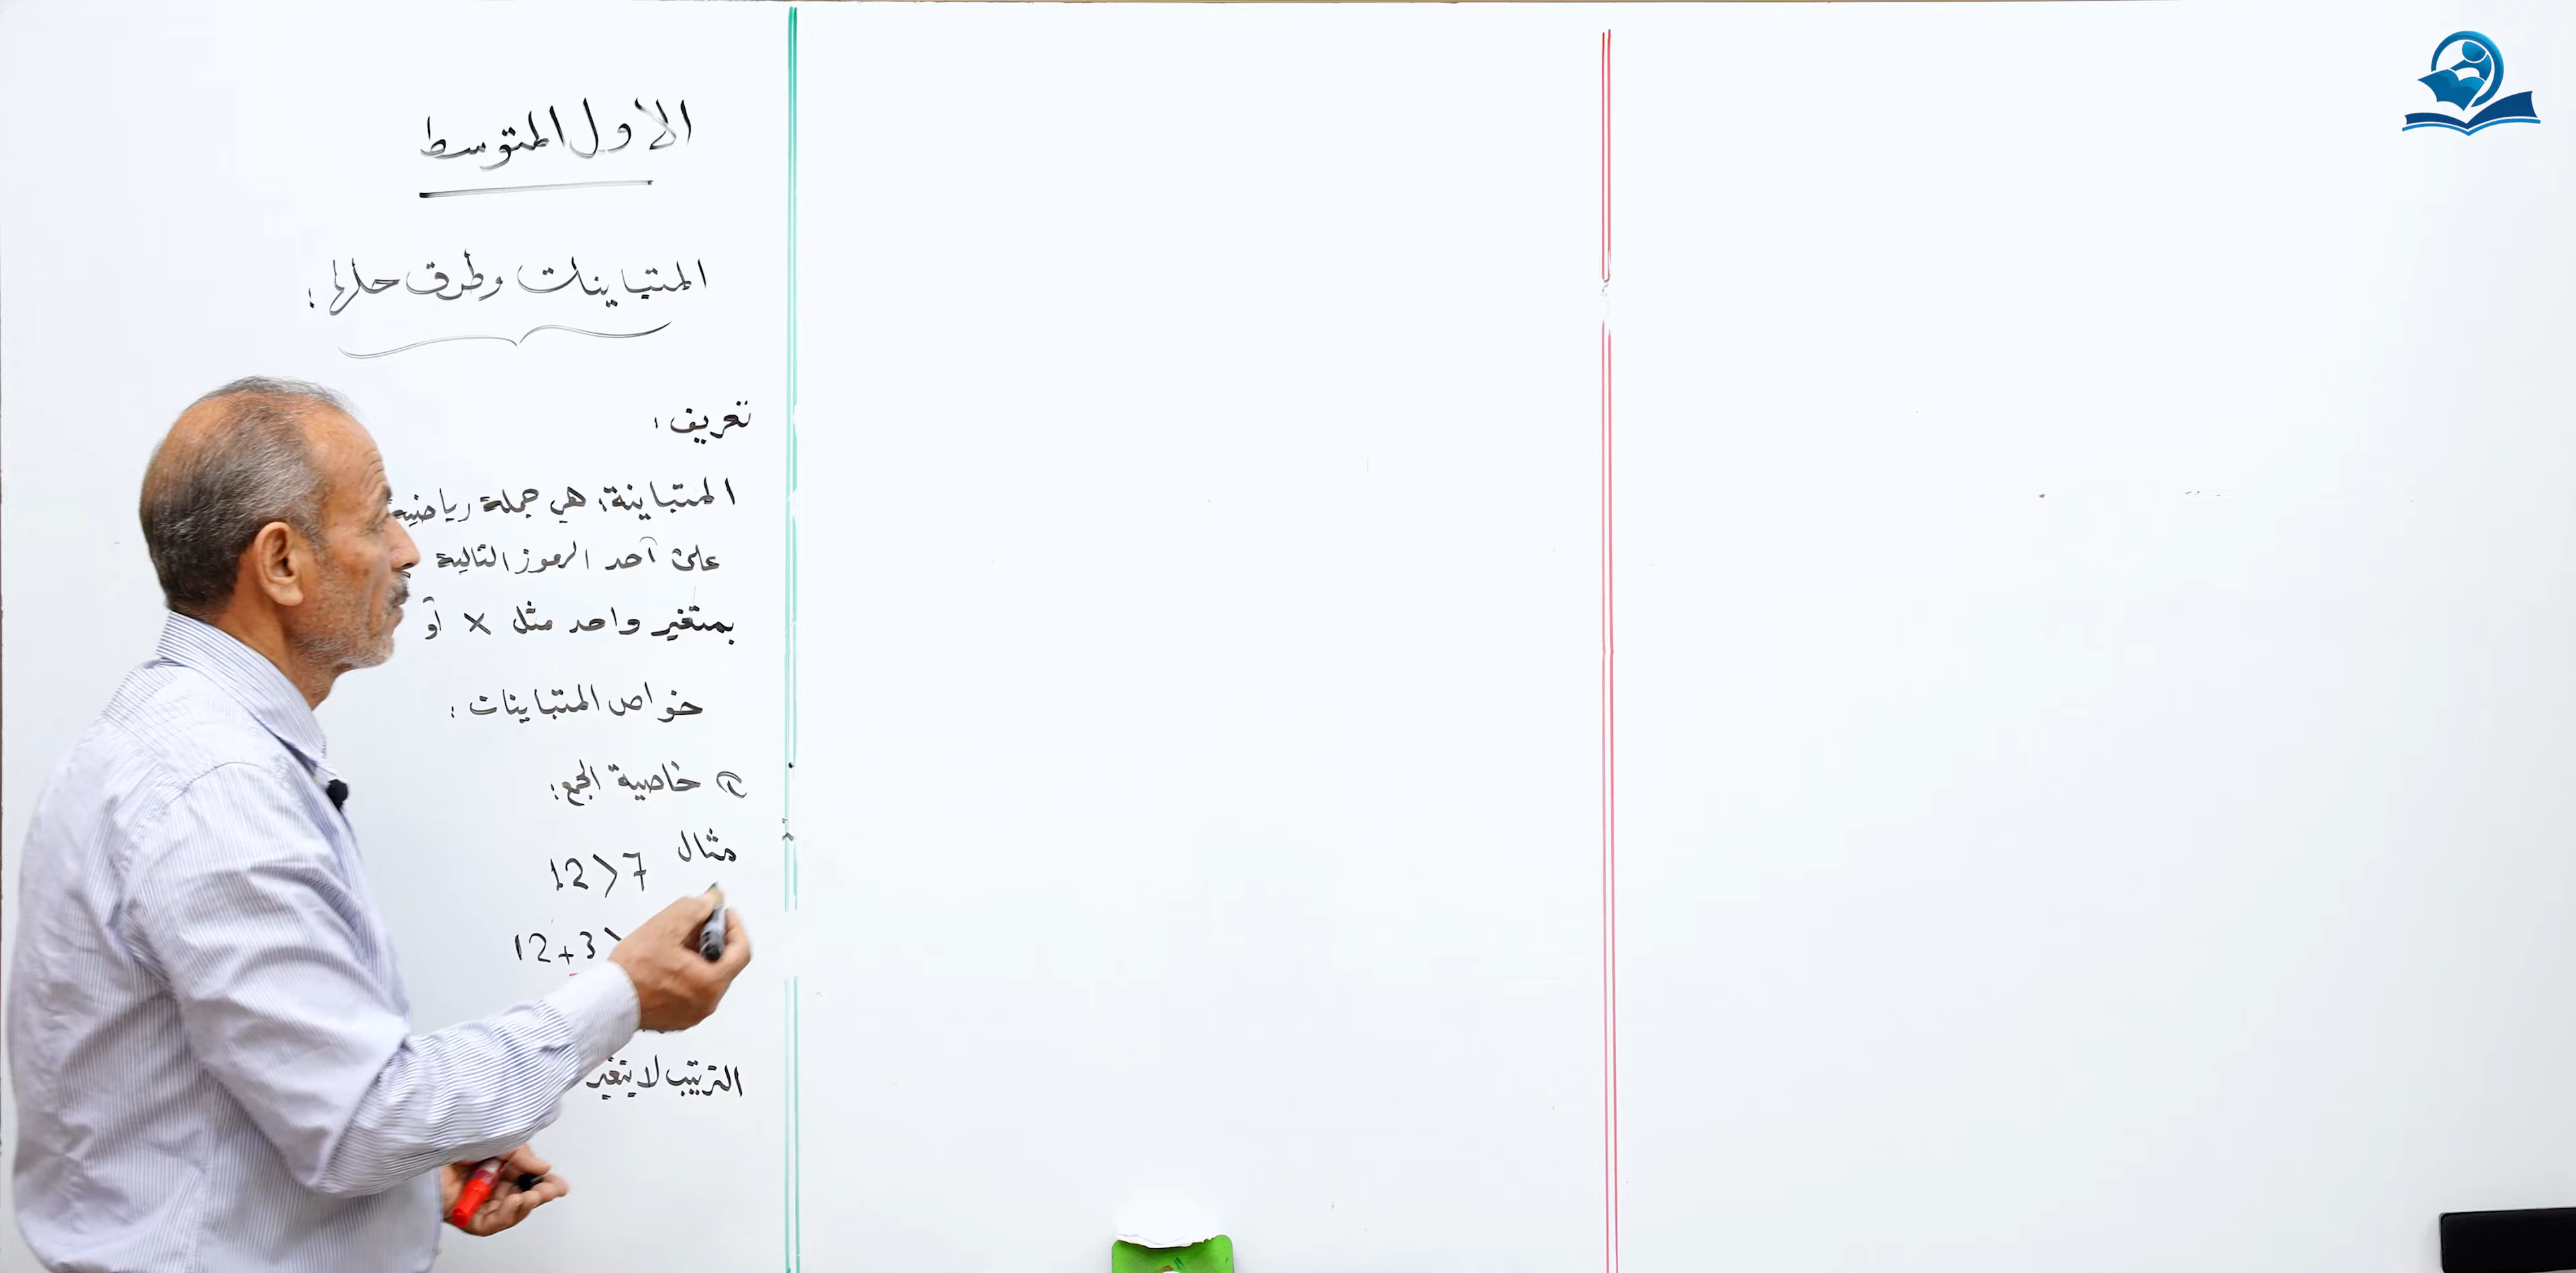 الاول المتوسط
المتباينات وطرق حلها :
تعريف :
المتباينة : هي جملة رياضية
على أحد الرموز التالية
بمتغير واحد مثل x أو
خواص المتباينات :
خاصية الجمع :
مثال
12 > 7
12 + 3 >
الترتيب لا يتغير